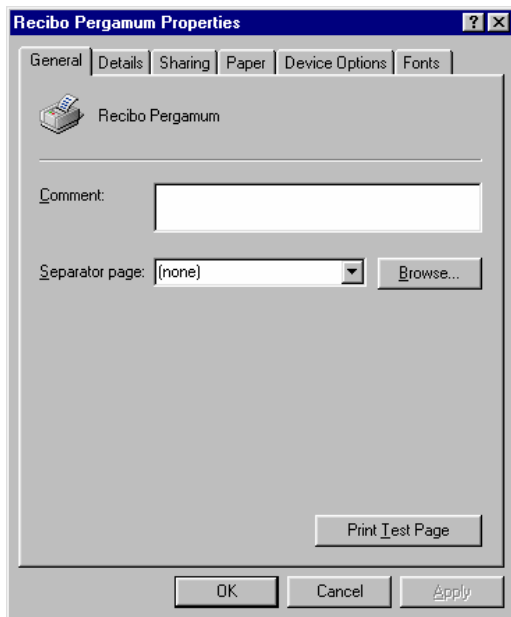 Recibo Pergamum Properties
General Details Sharing Paper Device Options Fonts
Recibo Pergamum
Comment:
Separator page: (none) Browse...
Print Test Page
OK Cancel Apply